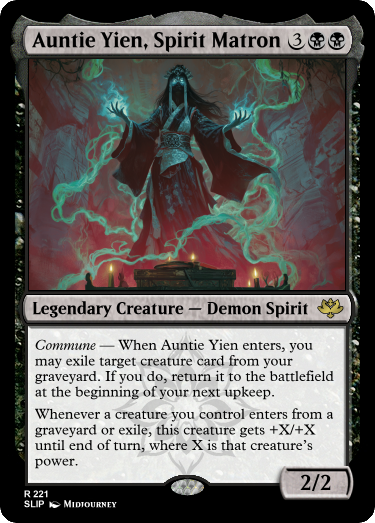 Auntie Yien, Spirit Matron 3
Legendary Creature — Demon Spirit
Commune — When Auntie Yien enters, you
may exile target creature card from your
graveyard. If you do, return it to the battlefield
at the beginning of your next upkeep.
Whenever a creature you control enters from a
graveyard or exile, this creature gets +X/+X
until end of turn, where X is that creature's
power.
2/2
R 221
SLIP Midjourney